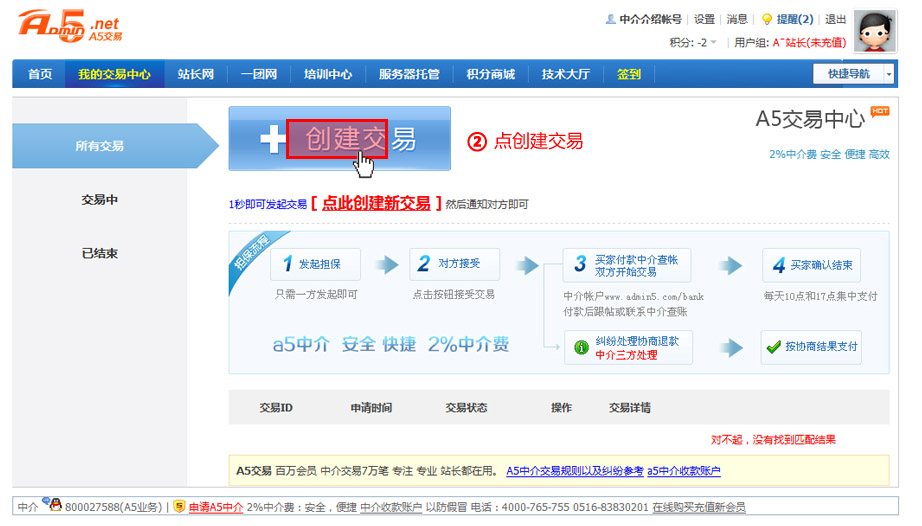 Admin5.net
A5交易
中介介绍帐号 | 设置 | 消息 | 提醒(2) | 退出
积分: -2 | 用户组: A~站长(未充值)
首页 我的交易中心 站长网 一团网 培训中心 服务器托管 积分商城 技术大厅 签到 快捷导航
所有交易
交易中
已结束
创建交易
② 点创建交易
A5交易中心 HOT
2%中介费 安全 便捷 高效
1秒即可发起交易 [ 点此创建新交易 ] 然后通知对方即可
担保流程
1 发起担保
只需一方发起即可
2 对方接受
点击按钮接受交易
3 买家付款中介查帐
双方开始交易
中介帐户www.admin5.com/bank
付款后跟帖或联系中介查账
4 买家确认结束
每天10点和17点集中支付
a5中介 安全 快捷 2%中介费
纠纷处理协商退款
中介三方处理
按协商结果支付
交易ID 申请时间 交易状态 操作 交易详情
对不起，没有找到匹配结果
A5交易 百万会员 中介交易7万笔 专注 专业 站长都在用。 A5中介交易规则以及纠纷参考 a5中介收款账户
中介 800027588(A5业务) | 申请A5中介 2%中介费：安全，便捷 中介收款账户 以防假冒 电话：4000-765-755 0516-83830201 在线购买充值新会员